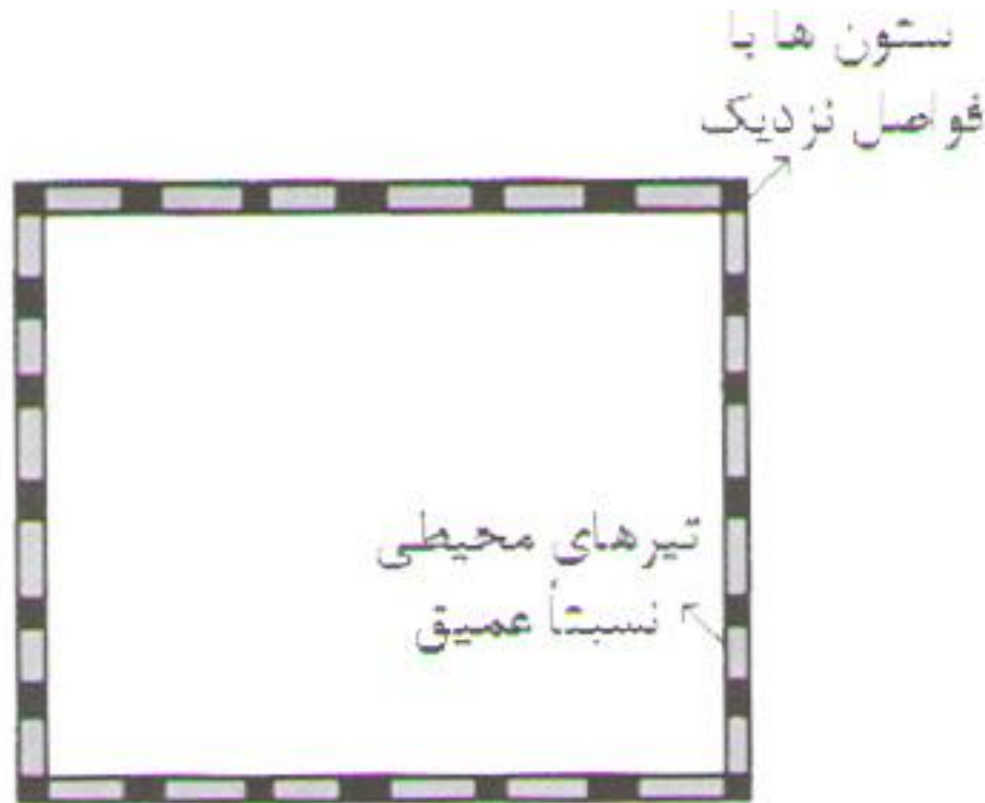 ستون ها با
فواصل نزدیک
تیرهای محیطی
نسبتاً عمیق